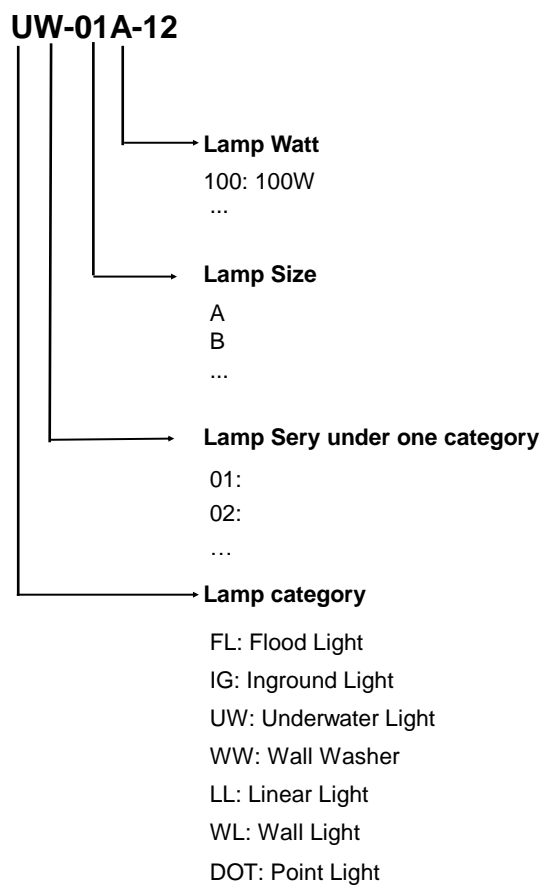 UW-01A-12
Lamp Watt
100: 100W
...
Lamp Size
A
B
...
Lamp Sery under one category
01:
02:
…
Lamp category
FL: Flood Light
IG: Inground Light
UW: Underwater Light
WW: Wall Washer
LL: Linear Light
WL: Wall Light
DOT: Point Light